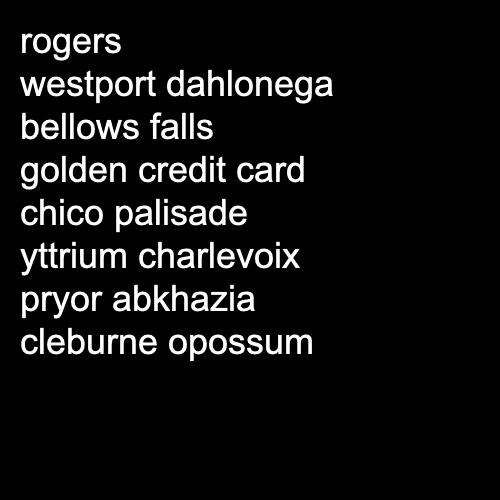 rogers
westport dahlonega
bellows falls
golden credit card
chico palisade
yttrium charlevoix
pryor abkhazia
cleburne opossum